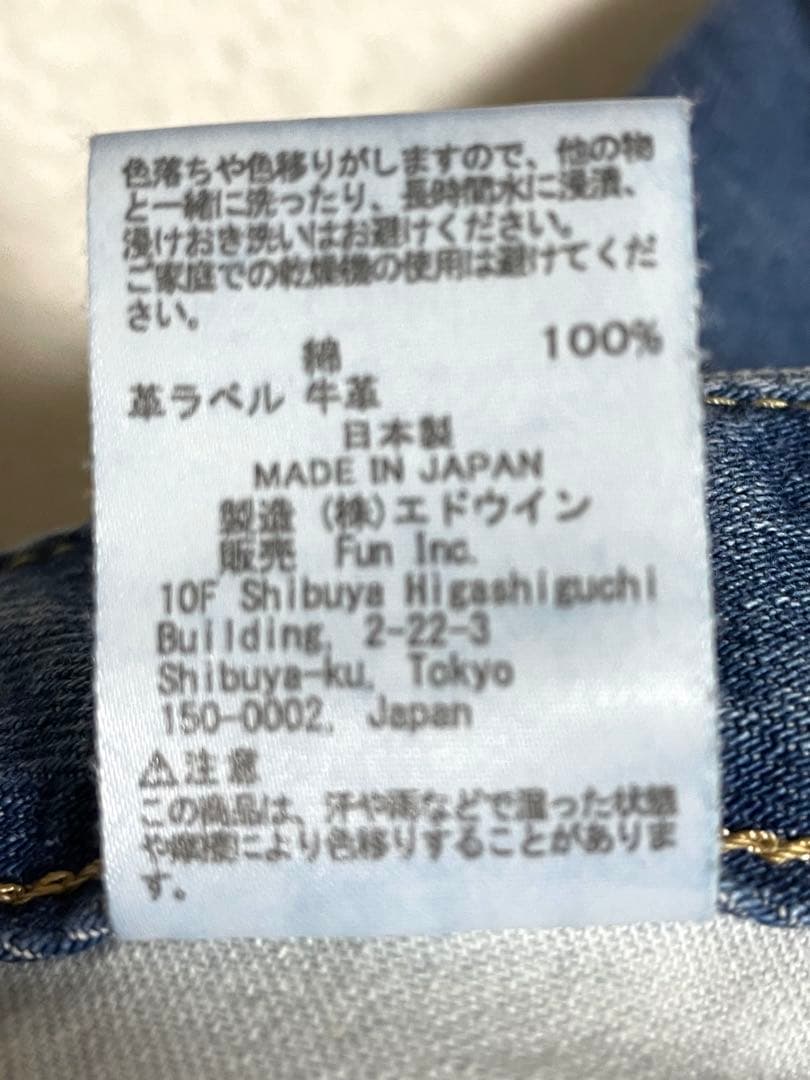 色落ちや色移りがしますので、他の物
と一緒に洗ったり、長時間水に浸漬、
浸けおき洗いはお避けください。
ご家庭での乾燥機の使用は避けてくだ
さい。
綿 100%
革ラベル 牛革
日本製
MADE IN JAPAN
製造 (株)エドウイン
販売 Fun Inc.
10F Shibuya Higashiguchi
Building, 2-22-3
Shibuya-ku, Tokyo
150-0002, Japan
⚠注意
この商品は、汗や雨などで湿った状態
や摩擦により色移りすることがありま
す。